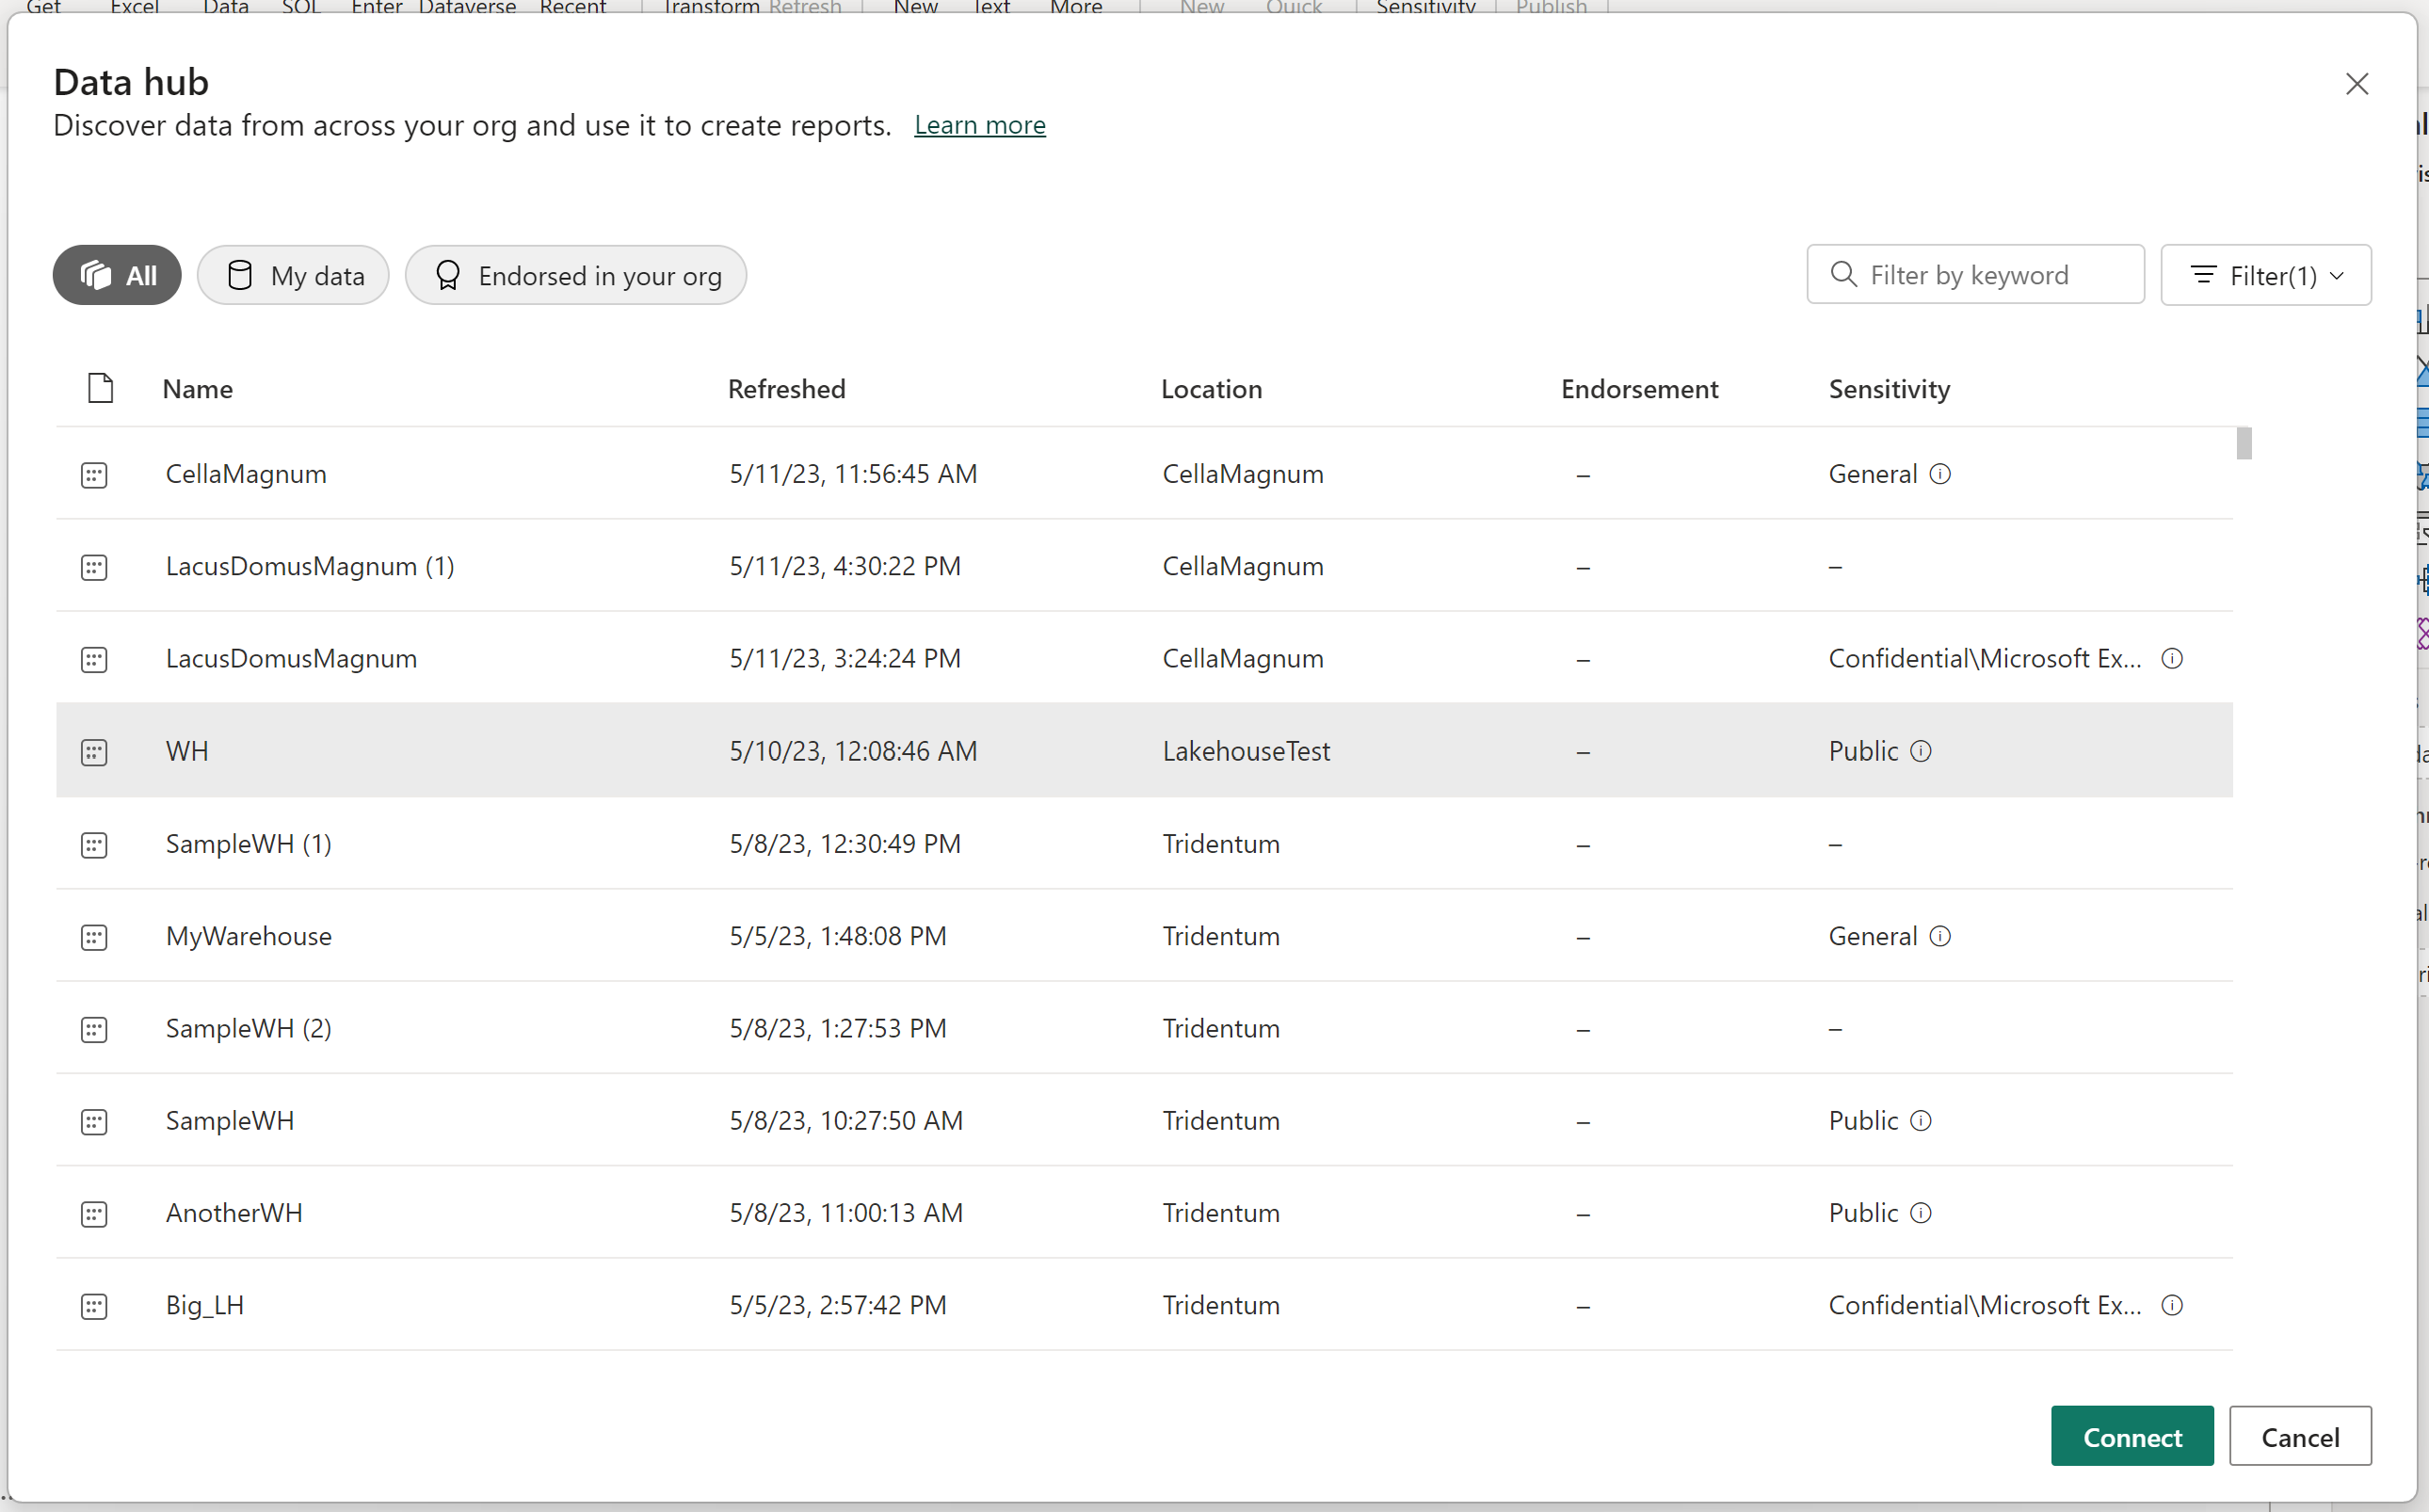 Get Excel Data SQL Enter Dataverse Recent Transform Refresh New Text More New Quick Sensitivity Publish
Data hub
Discover data from across your org and use it to create reports. Learn more
All My data Endorsed in your org Filter by keyword Filter(1)
Name Refreshed Location Endorsement Sensitivity
CellaMagnum 5/11/23, 11:56:45 AM CellaMagnum – General
LacusDomusMagnum (1) 5/11/23, 4:30:22 PM CellaMagnum – –
LacusDomusMagnum 5/11/23, 3:24:24 PM CellaMagnum – Confidential\Microsoft Ex...
WH 5/10/23, 12:08:46 AM LakehouseTest – Public
SampleWH (1) 5/8/23, 12:30:49 PM Tridentum – –
MyWarehouse 5/5/23, 1:48:08 PM Tridentum – General
SampleWH (2) 5/8/23, 1:27:53 PM Tridentum – –
SampleWH 5/8/23, 10:27:50 AM Tridentum – Public
AnotherWH 5/8/23, 11:00:13 AM Tridentum – Public
Big_LH 5/5/23, 2:57:42 PM Tridentum – Confidential\Microsoft Ex...
Connect Cancel